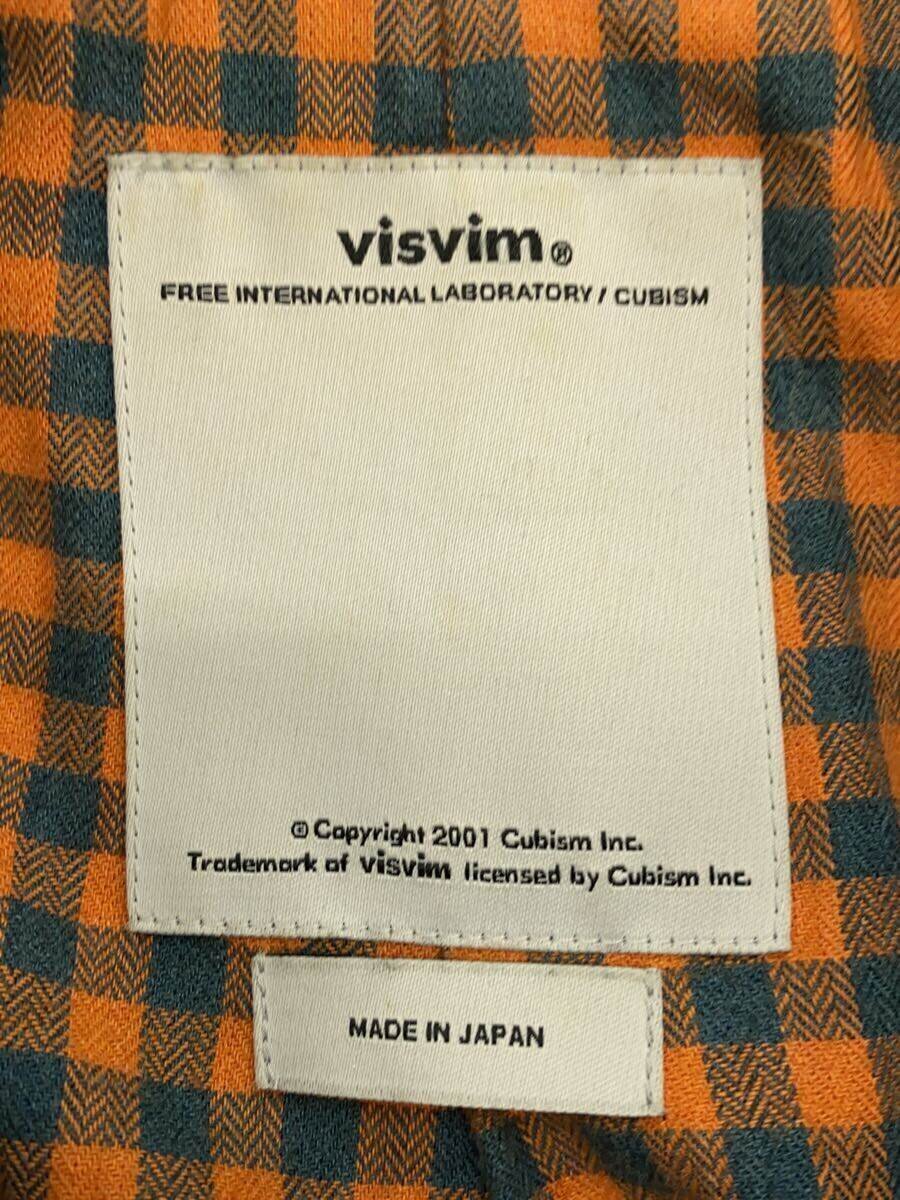 visvim®
FREE INTERNATIONAL LABORATORY / CUBISM
© Copyright 2001 Cubism Inc.
Trademark of visvim licensed by Cubism Inc.
MADE IN JAPAN